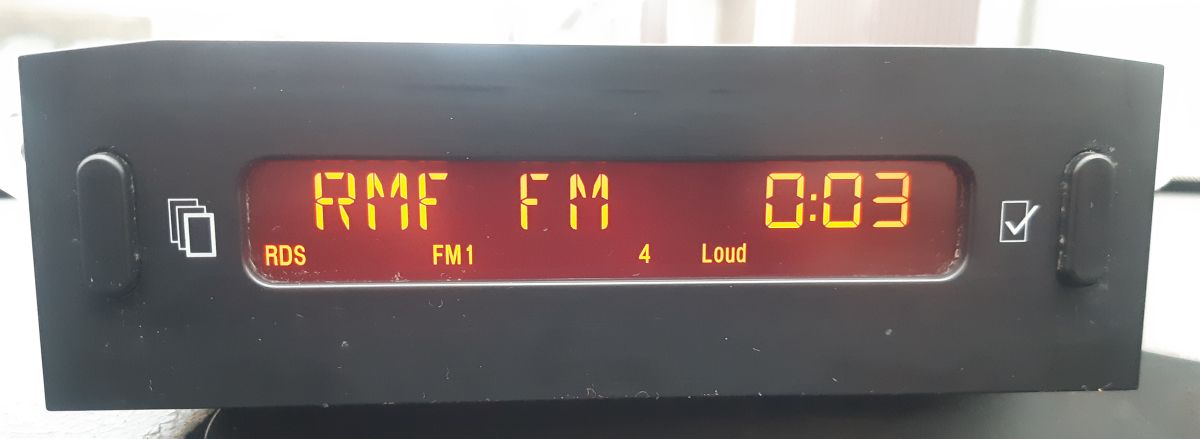 RMF FM 0:03
RDS FM1 4 Loud